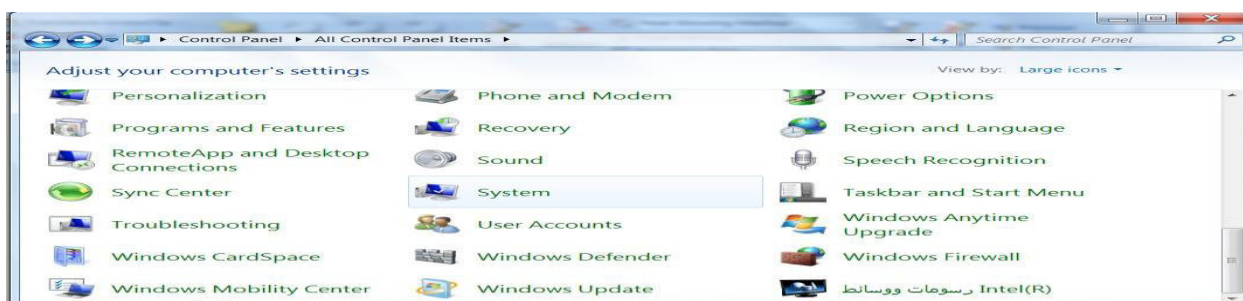 Control Panel ▸ All Control Panel Items ▸
Search Control Panel
Adjust your computer's settings
View by: Large icons
Personalization
Phone and Modem
Power Options
Programs and Features
Recovery
Region and Language
RemoteApp and Desktop
Connections
Sound
Speech Recognition
Sync Center
System
Taskbar and Start Menu
Troubleshooting
User Accounts
Windows Anytime
Upgrade
Windows CardSpace
Windows Defender
Windows Firewall
Windows Mobility Center
Windows Update
رسومات ووسائط Intel(R)